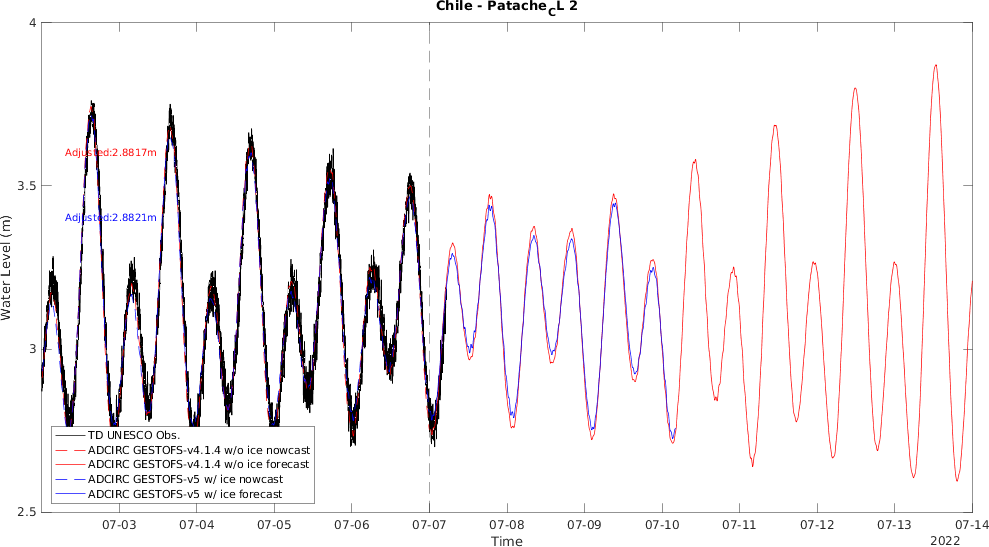 Chile - Patache_CL 2
4
3.5
3
2.5
Water Level (m)
Adjusted:2.8817m
Adjusted:2.8821m
TD UNESCO Obs.
ADCIRC GESTOFS-v4.1.4 w/o ice nowcast
ADCIRC GESTOFS-v4.1.4 w/o ice forecast
ADCIRC GESTOFS-v5 w/ ice nowcast
ADCIRC GESTOFS-v5 w/ ice forecast
07-03 07-04 07-05 07-06 07-07 07-08 07-09 07-10 07-11 07-12 07-13 07-14
Time
2022